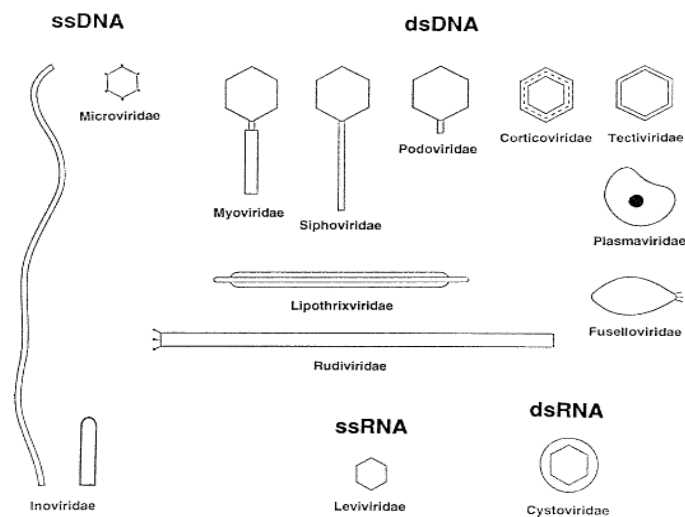 ssDNA
dsDNA
Microviridae
Myoviridae
Siphoviridae
Podoviridae
Corticoviridae
Tectiviridae
Plasmaviridae
Lipothrixviridae
Fuselloviridae
Rudiviridae
ssRNA
dsRNA
Inoviridae
Leviviridae
Cystoviridae